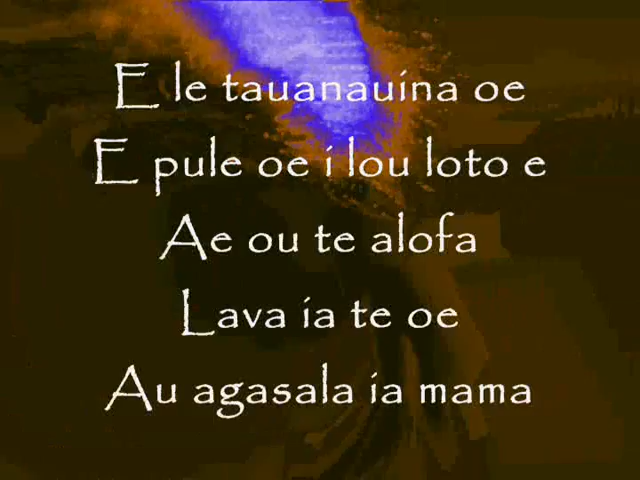 E le tauanauina oe
E pule oe i lou loto e
Ae ou te alofa
Lava ia te oe
Au agasala ia mama